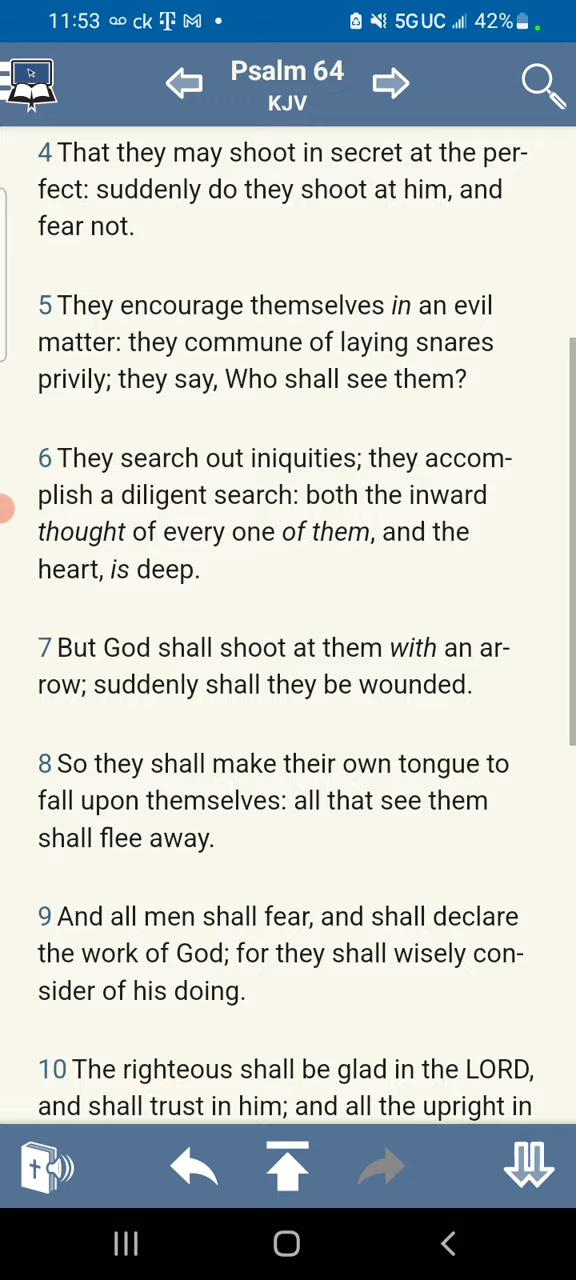 11:53 ck T M 5G UC 42%
Psalm 64
KJV
4 That they may shoot in secret at the per-
fect: suddenly do they shoot at him, and
fear not.
5 They encourage themselves in an evil
matter: they commune of laying snares
privily; they say, Who shall see them?
6 They search out iniquities; they accom-
plish a diligent search: both the inward
thought of every one of them, and the
heart, is deep.
7 But God shall shoot at them with an ar-
row; suddenly shall they be wounded.
8 So they shall make their own tongue to
fall upon themselves: all that see them
shall flee away.
9 And all men shall fear, and shall declare
the work of God; for they shall wisely con-
sider of his doing.
10 The righteous shall be glad in the LORD,
and shall trust in him; and all the upright in